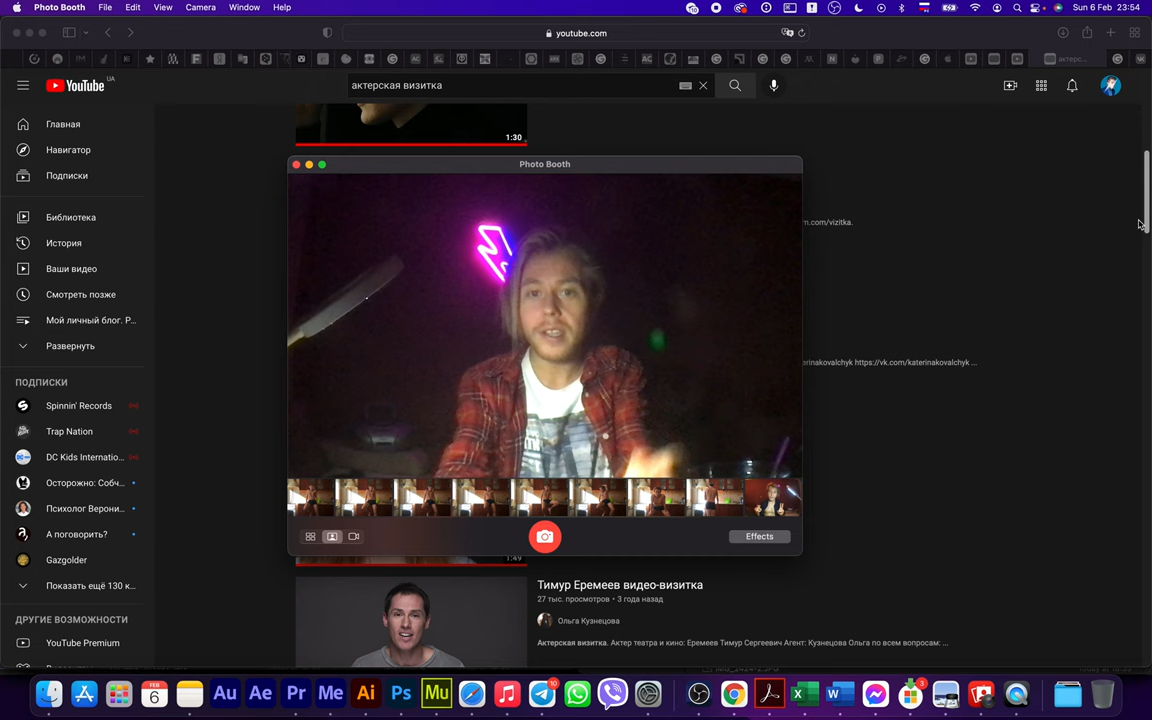 Photo Booth File Edit View Camera Window Help
Sun 6 Feb 23:54
youtube.com
актерс...
YouTube UA
актерская визитка
Главная
Навигатор
Подписки
Библиотека
История
Ваши видео
Смотреть позже
Мой личный блог. Р...
Развернуть
ПОДПИСКИ
Spinnin' Records
Trap Nation
DC Kids Internatio...
Осторожно: Собч...
Психолог Верони...
А поговорить?
Gazgolder
Показать ещё 130 к...
ДРУГИЕ ВОЗМОЖНОСТИ
YouTube Premium
1:30
Photo Booth
m.com/vizitka.
erinakovalchyk https://vk.com/katerinakovalchyk ...
Effects
1:49
Тимур Еремеев видео-визитка
27 тыс. просмотров • 3 года назад
Ольга Кузнецова
Актерская визитка. Актер театра и кино: Еремеев Тимур Сергеевич Агент: Кузнецова Ольга по всем вопросам: ...
FEB
6
Au Ae Pr Me Ai Ps Mu
10
3